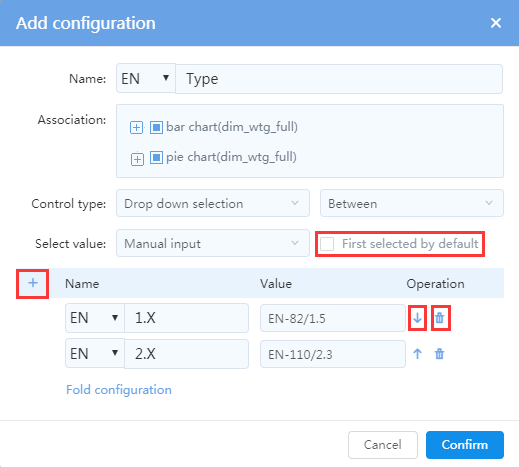 Add configuration
Name: EN Type
Association:
bar chart(dim_wtg_full)
pie chart(dim_wtg_full)
Control type: Drop down selection Between
Select value: Manual input First selected by default
Name Value Operation
EN 1.X EN-82/1.5
EN 2.X EN-110/2.3
Fold configuration
Cancel Confirm